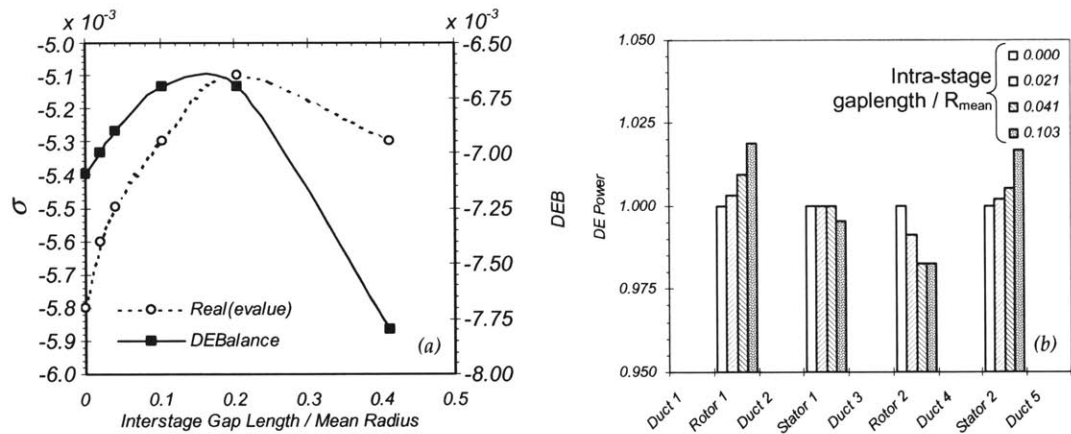 x 10⁻³
x 10⁻³
-5.0
-5.1
-5.2
-5.3
-5.4
-5.5
-5.6
-5.7
-5.8
-5.9
-6.0
σ
-6.50
-6.75
-7.00
-7.25
-7.50
-7.75
-8.00
DEB
Real(evalue)
DEBalance
(a)
0 0.1 0.2 0.3 0.4 0.5
Interstage Gap Length / Mean Radius
1.050
1.025
1.000
0.975
0.950
DE Power
Intra-stage
gaplength / Rmean
0.000
0.021
0.041
0.103
(b)
Duct 1
Rotor 1
Duct 2
Stator 1
Duct 3
Rotor 2
Duct 4
Stator 2
Duct 5